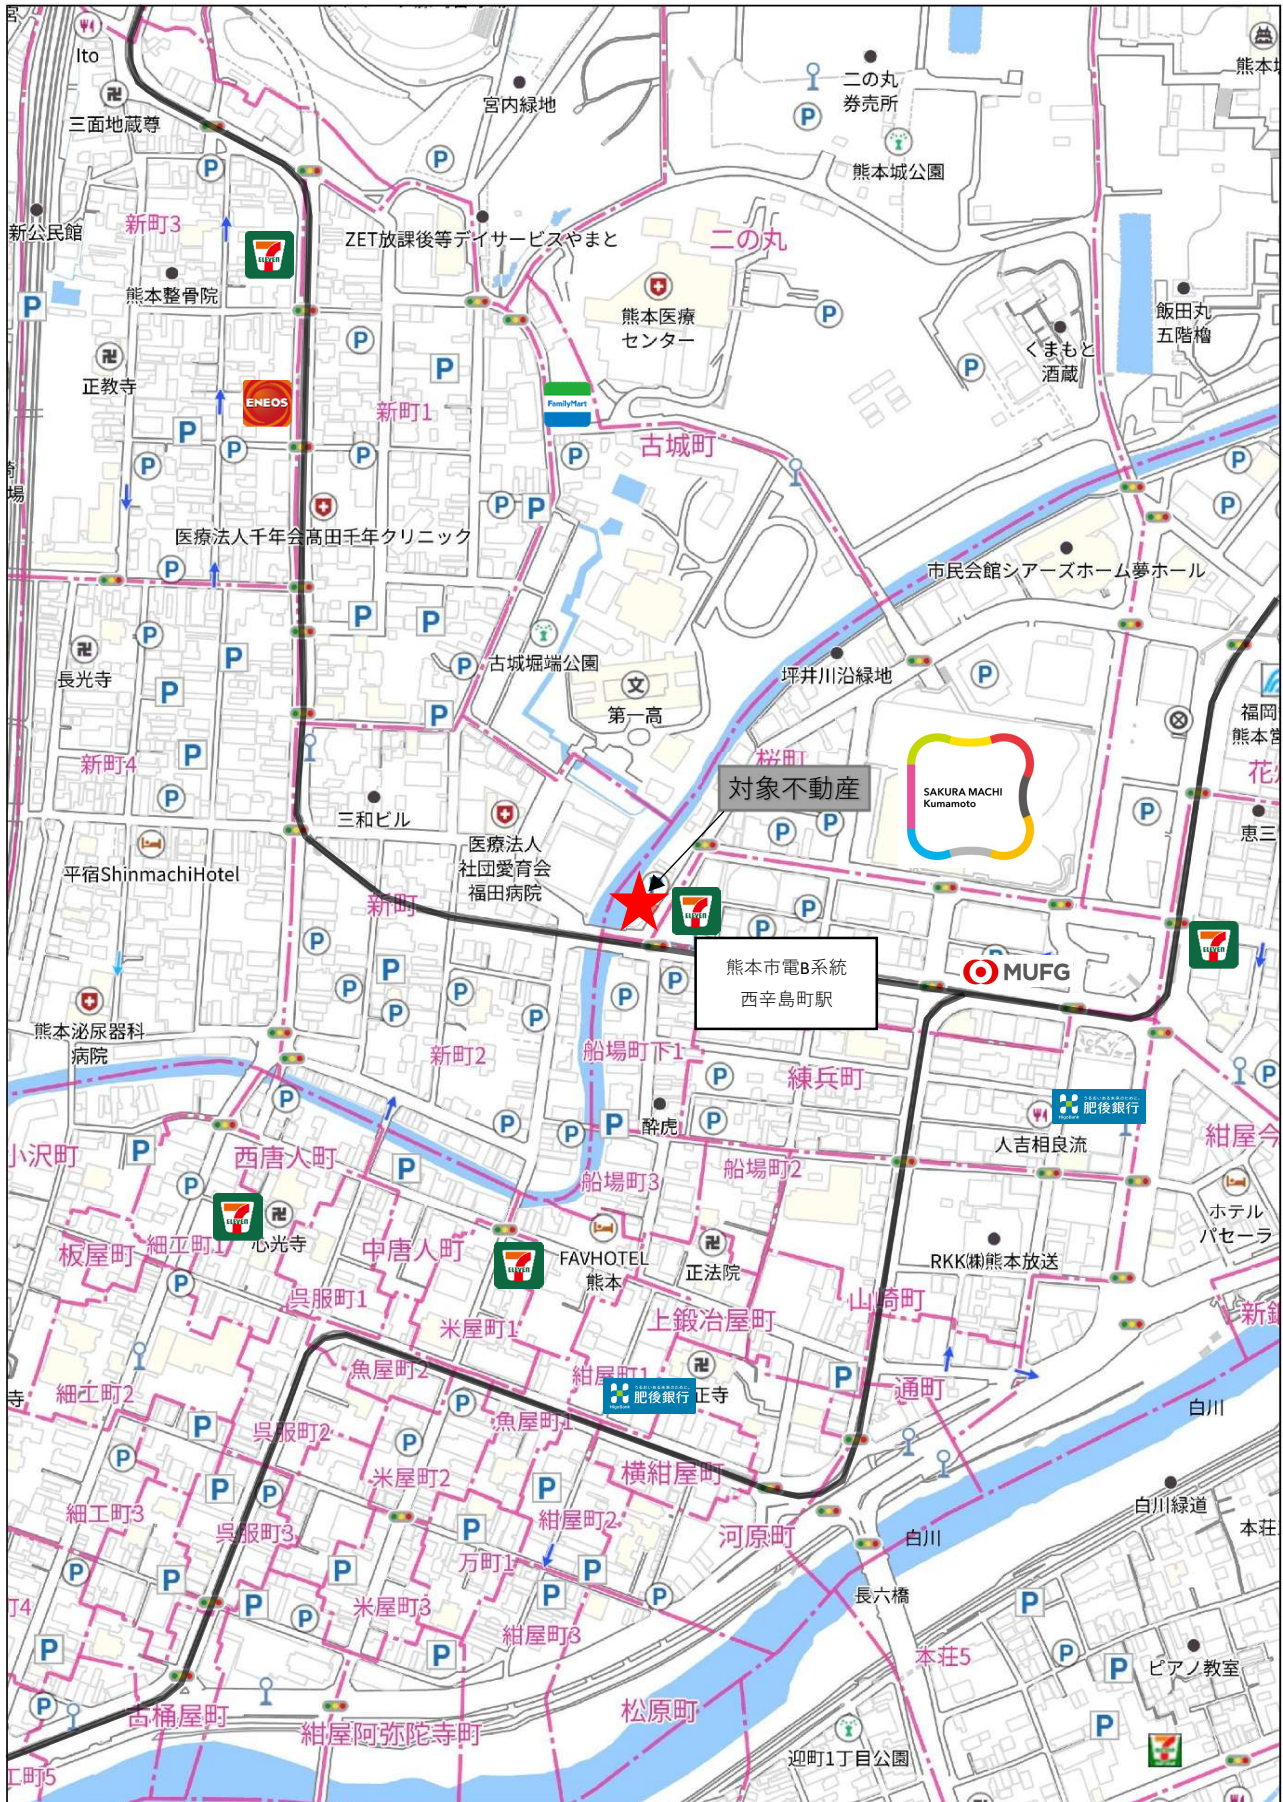 宮
Ito
三面地蔵尊
宮内緑地
二の丸
券売所
熊本城公園
新公民館
新町3
ZET放課後等デイサービスやまと
二の丸
熊本整骨院
熊本医療
センター
飯田丸
五階櫓
くまもと
酒蔵
正教寺
ENEOS
新町1
FamilyMart
古城町
場
医療法人千年会髙田千年クリニック
市民会館シアーズホーム夢ホール
長光寺
古城堀端公園
坪井川沿緑地
文
第一高
福岡
熊本営
新町4
桜町
花
対象不動産
SAKURA MACHI
Kumamoto
三和ビル
恵三
平宿ShinmachiHotel
医療法人
社団愛育会
福田病院
新町
ELEVEN
熊本市電B系統
西辛島町駅
MUFG
熊本泌尿器科
病院
新町2
船場町下1
練兵町
肥後銀行
酔虎
人吉相良流
紺屋今
小沢町
西唐人町
船場町3
船場町2
ホテル
パセーラ
板屋町
細工町1
心光寺
中唐人町
FAVHOTEL
熊本
正法院
RKK㈱熊本放送
呉服町1
米屋町1
上鍛冶屋町
山崎町
新鍛
魚屋町2
紺屋町1
肥後銀行
正寺
通町
寺
細工町2
呉服町2
魚屋町1
白川
米屋町2
横紺屋町
白川緑道
細工町3
呉服町3
紺屋町2
河原町
白川
本荘
万町1
長六橋
町4
米屋町3
紺屋町3
本荘5
ピアノ教室
古桶屋町
紺屋阿弥陀寺町
松原町
迎町1丁目公園
工町5